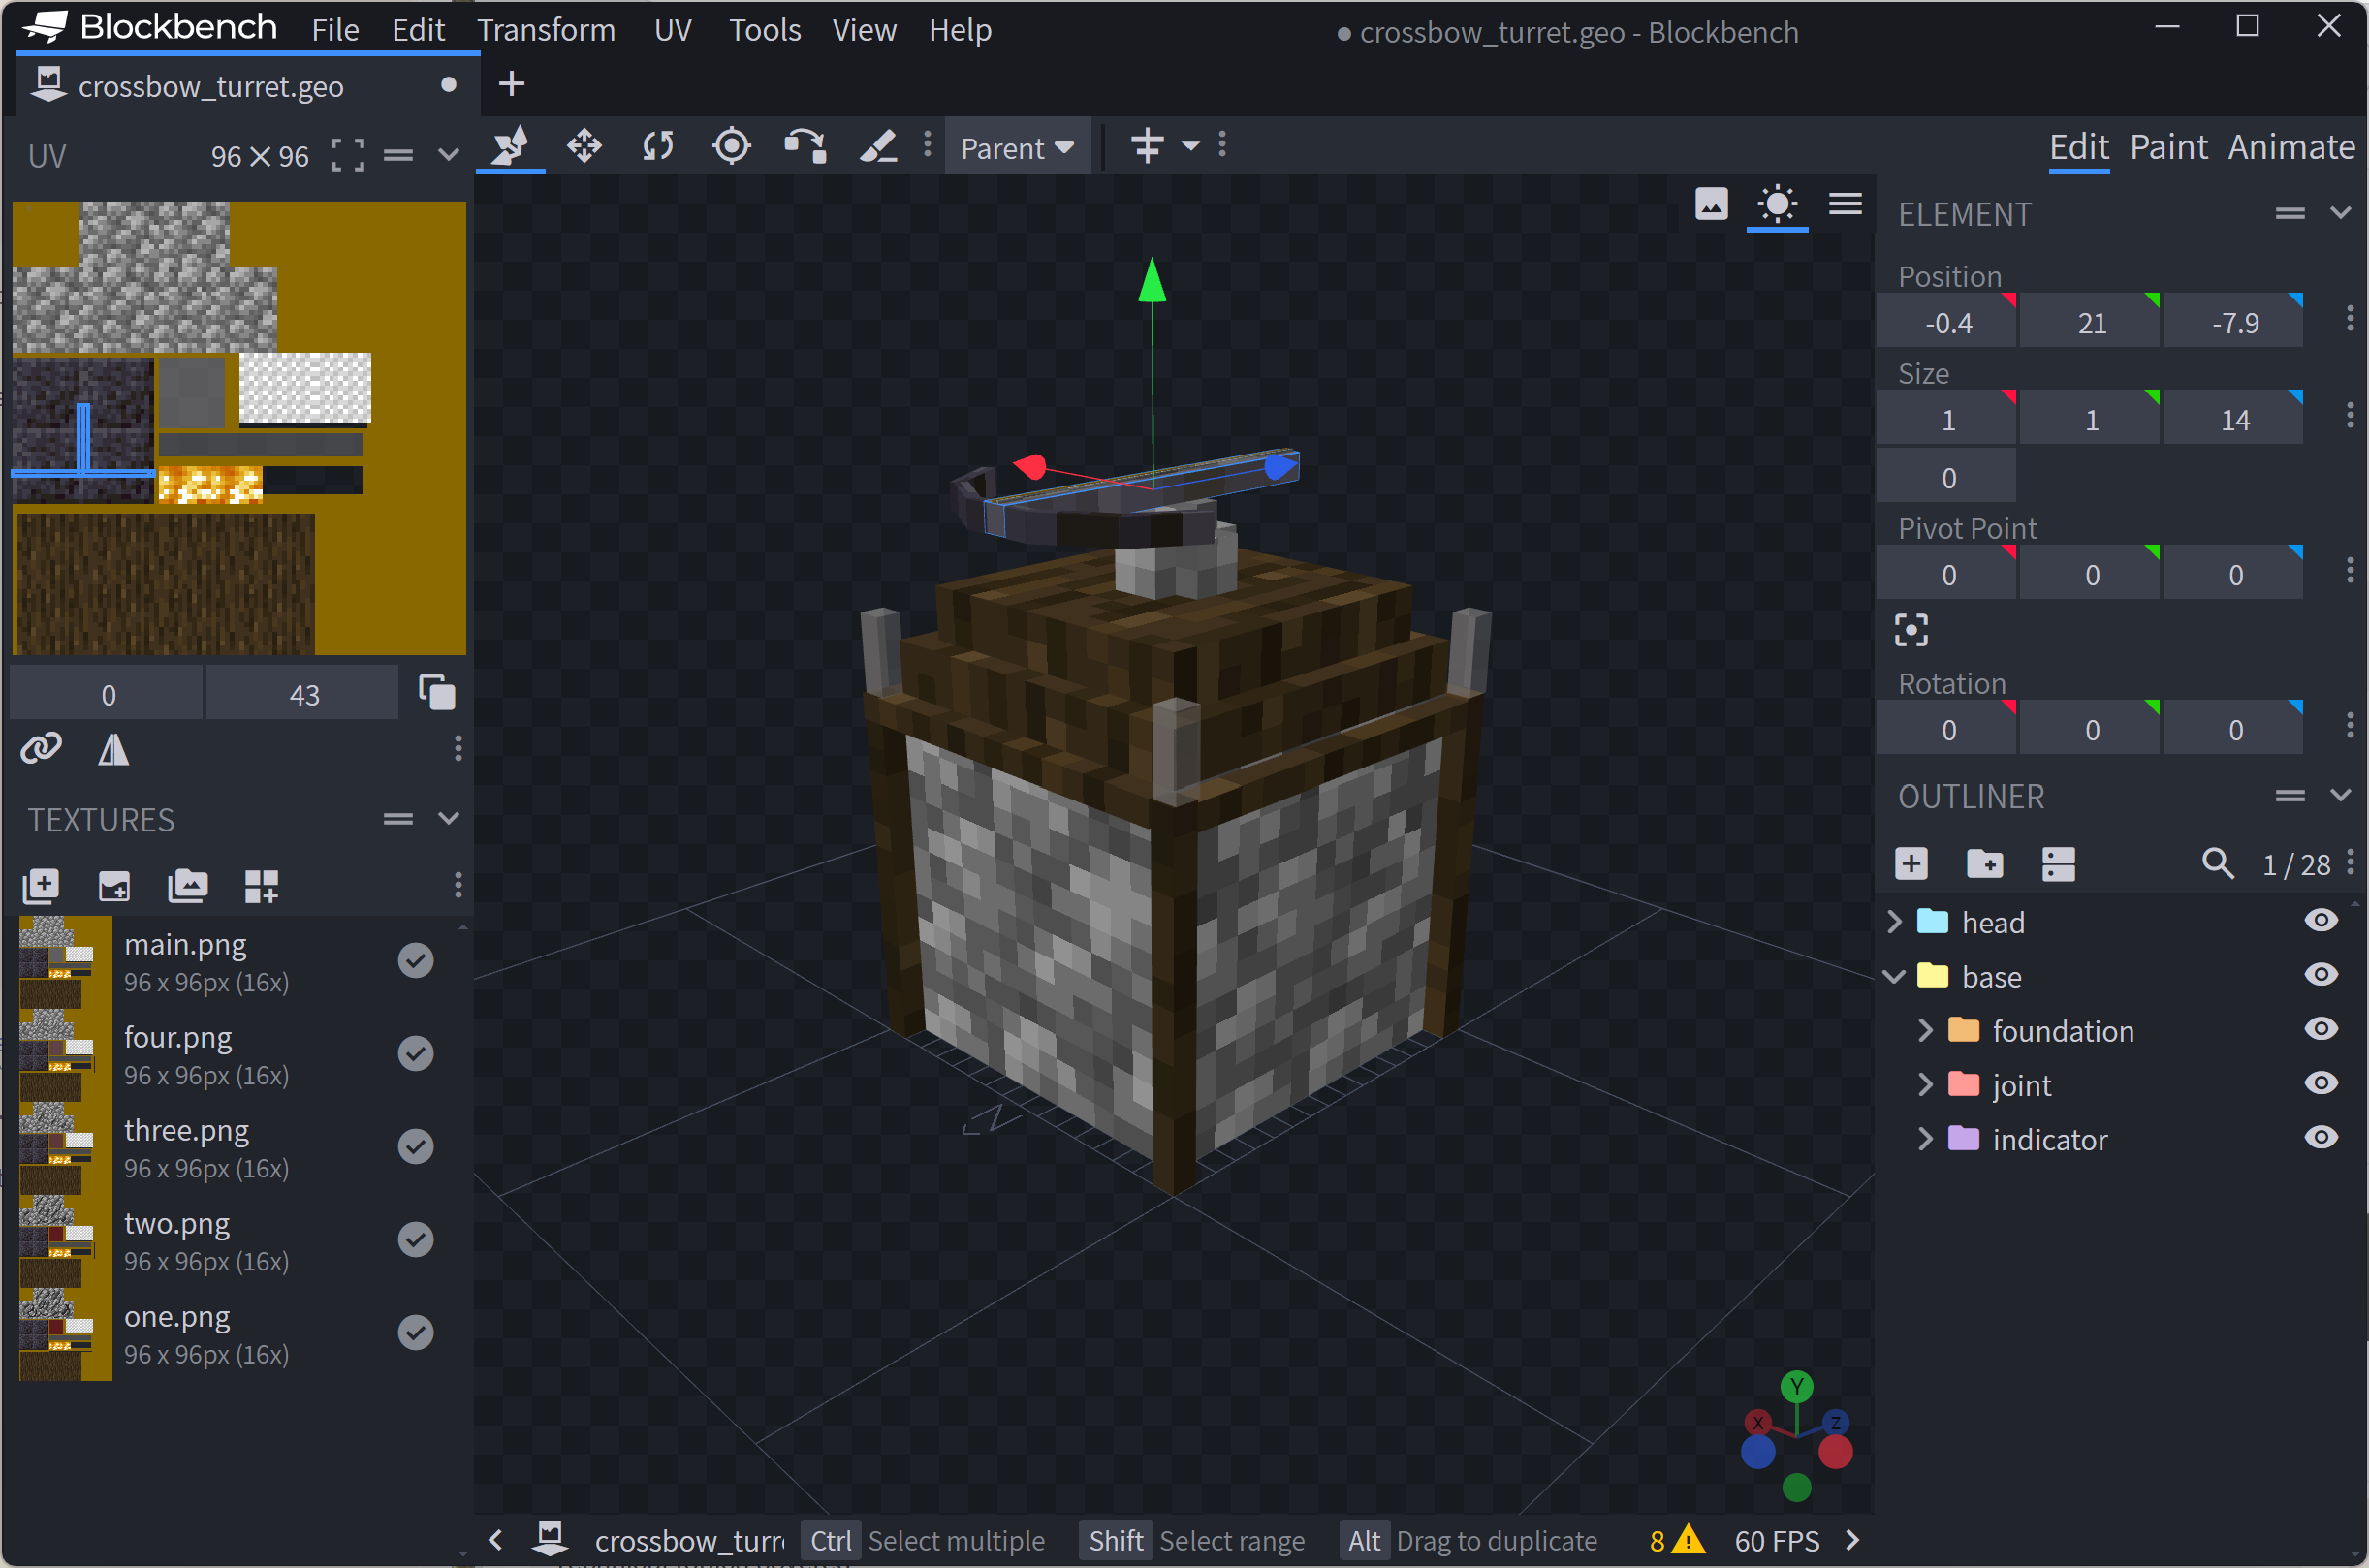 Blockbench File Edit Transform UV Tools View Help
crossbow_turret.geo - Blockbench
crossbow_turret.geo
UV 96×96
Parent
Edit Paint Animate
ELEMENT
Position
-0.4 21 -7.9
Size
1 1 14
0
Pivot Point
0 0 0
Rotation
0 0 0
0 43
TEXTURES
main.png
96 x 96px (16x)
four.png
96 x 96px (16x)
three.png
96 x 96px (16x)
two.png
96 x 96px (16x)
one.png
96 x 96px (16x)
OUTLINER
1 / 28
head
base
foundation
joint
indicator
N
Y
X Z
crossbow_turr Ctrl Select multiple Shift Select range Alt Drag to duplicate 8 60 FPS